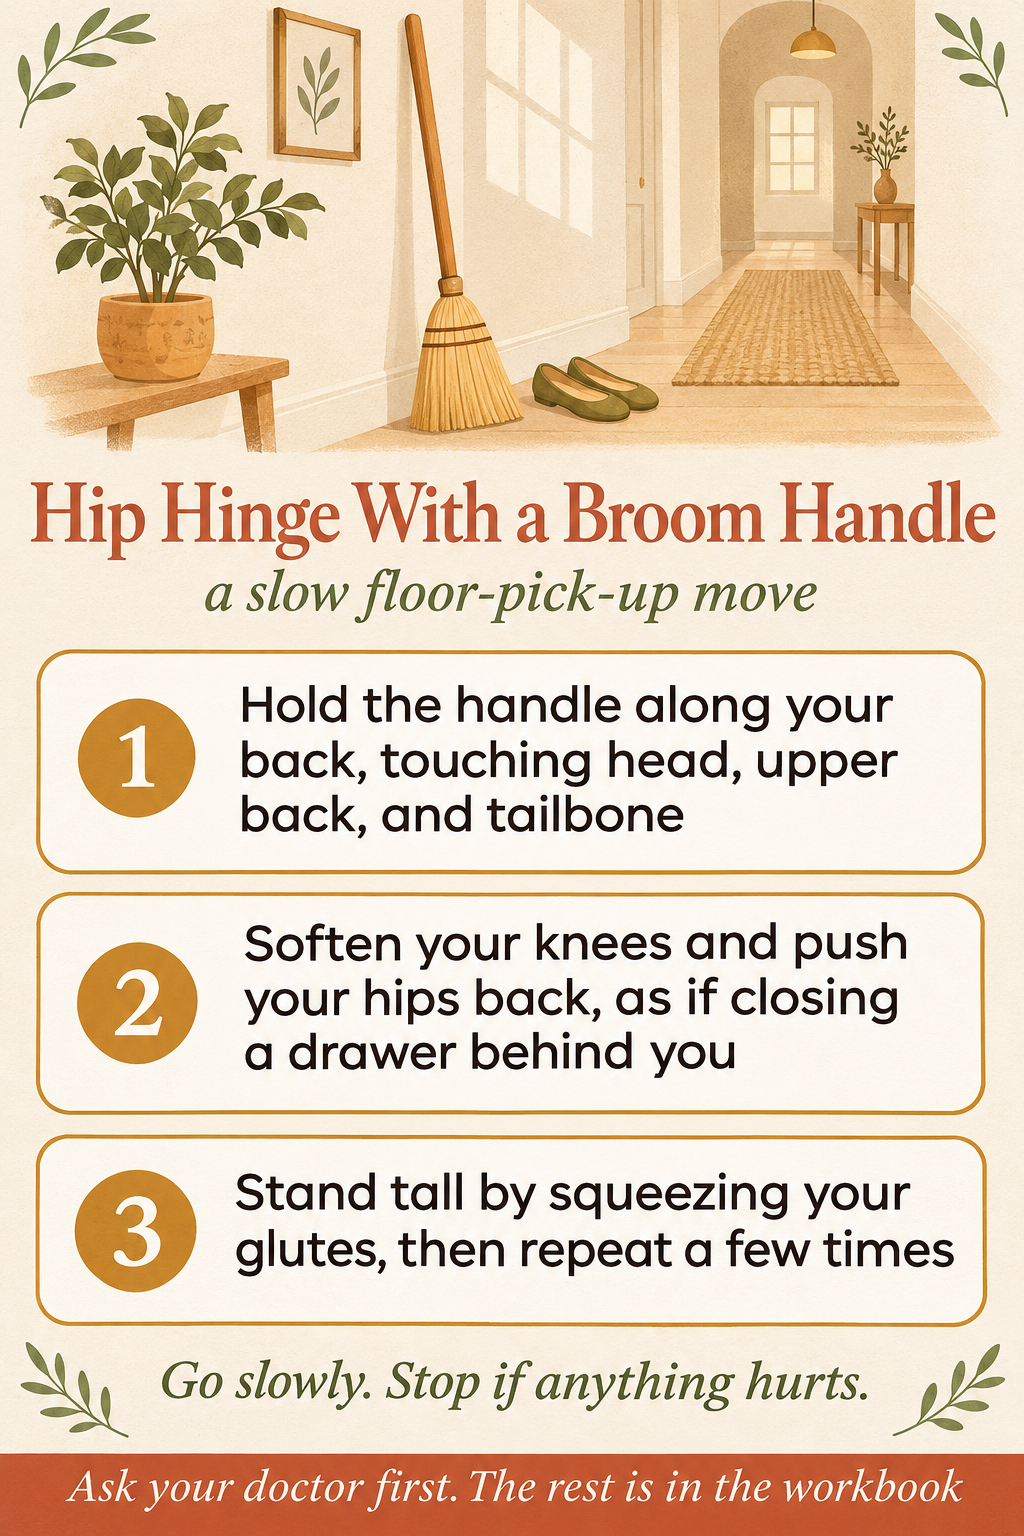 Hip Hinge With a Broom Handle
a slow floor-pick-up move
1
Hold the handle along your
back, touching head, upper
back, and tailbone
2
Soften your knees and push
your hips back, as if closing
a drawer behind you
3
Stand tall by squeezing your
glutes, then repeat a few times
Go slowly. Stop if anything hurts.
Ask your doctor first. The rest is in the workbook